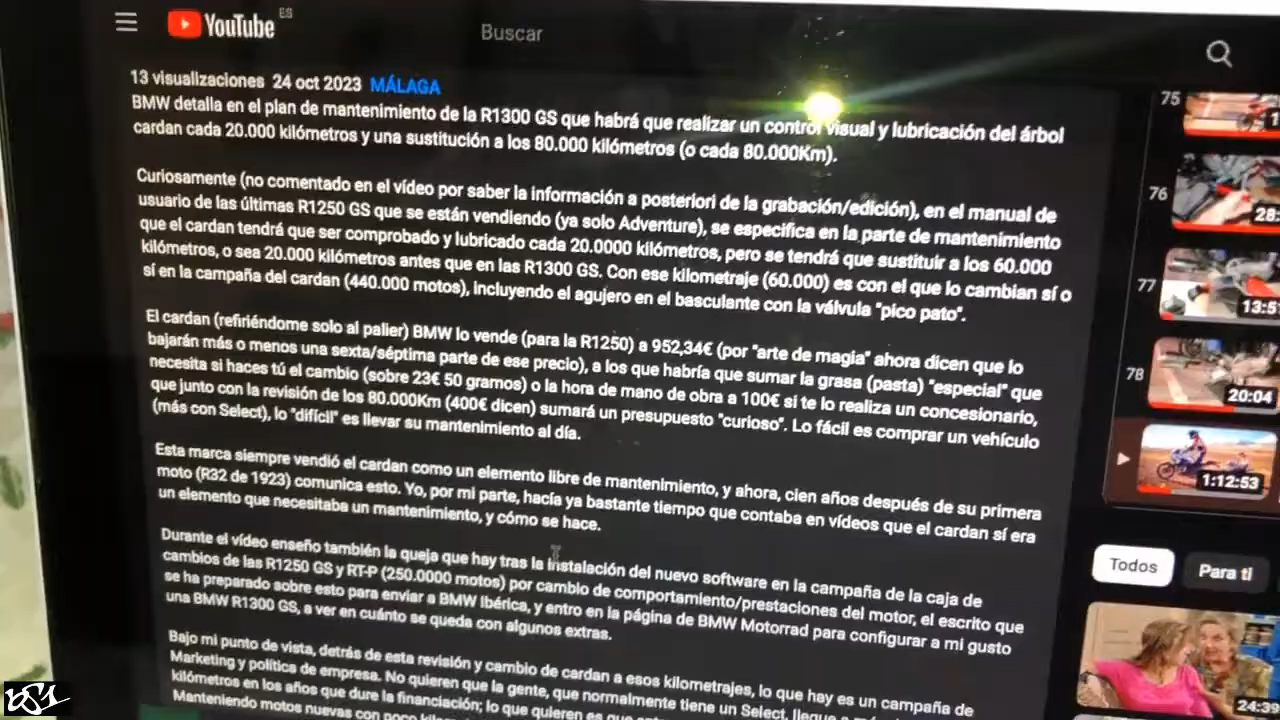 YouTube ES
Buscar
13 visualizaciones 24 oct 2023 MÁLAGA
BMW detalla en el plan de mantenimiento de la R1300 GS que habrá que realizar un control visual y lubricación del árbol
cardan cada 20.000 kilómetros y una sustitución a los 80.000 kilómetros (o cada 80.000Km).
Curiosamente (no comentado en el vídeo por saber la información a posteriori de la grabación/edición), en el manual de
usuario de las últimas R1250 GS que se están vendiendo (ya solo Adventure), se especifica en la parte de mantenimiento
que el cardan tendrá que ser comprobado y lubricado cada 20.0000 kilómetros, pero se tendrá que sustituir a los 60.000
kilómetros, o sea 20.000 kilómetros antes que en las R1300 GS. Con ese kilometraje (60.000) es con el que lo cambian sí o
sí en la campaña del cardan (440.000 motos), incluyendo el agujero en el basculante con la válvula "pico pato".
El cardan (refiriéndome solo al palier) BMW lo vende (para la R1250) a 952,34€ (por "arte de magia" ahora dicen que lo
bajarán más o menos una sexta/séptima parte de ese precio), a los que habría que sumar la grasa (pasta) "especial" que
necesita si haces tú el cambio (sobre 23€ 50 gramos) o la hora de mano de obra a 100€ si te lo realiza un concesionario,
que junto con la revisión de los 80.000Km (400€ dicen) sumará un presupuesto "curioso". Lo fácil es comprar un vehículo
(más con Select), lo "difícil" es llevar su mantenimiento al día.
Esta marca siempre vendió el cardan como un elemento libre de mantenimiento, y ahora, cien años después de su primera
moto (R32 de 1923) comunica esto. Yo, por mi parte, hacía ya bastante tiempo que contaba en vídeos que el cardan sí era
un elemento que necesitaba un mantenimiento, y cómo se hace.
Durante el vídeo enseño también la queja que hay tras la instalación del nuevo software en la campaña de la caja de
cambios de las R1250 GS y RT-P (250.0000 motos) por cambio de comportamiento/prestaciones del motor, el escrito que
se ha preparado sobre esto para enviar a BMW Ibérica, y entro en la página de BMW Motorrad para configurar a mi gusto
una BMW R1300 GS, a ver en cuánto se queda con algunos extras.
Bajo mi punto de vista, detrás de esta revisión y cambio de cardan a esos kilometrajes, lo que hay es un campaña de
Marketing y política de empresa. No quieren que la gente, que normalmente tiene un Select, llegue a
kilómetros en los años que dure la financiación; lo que quieren es que
Manteniendo motos nuevas con poco
75
76
28:
77
13:5
78
20:04
1:12:53
Todos
Para ti
24:39